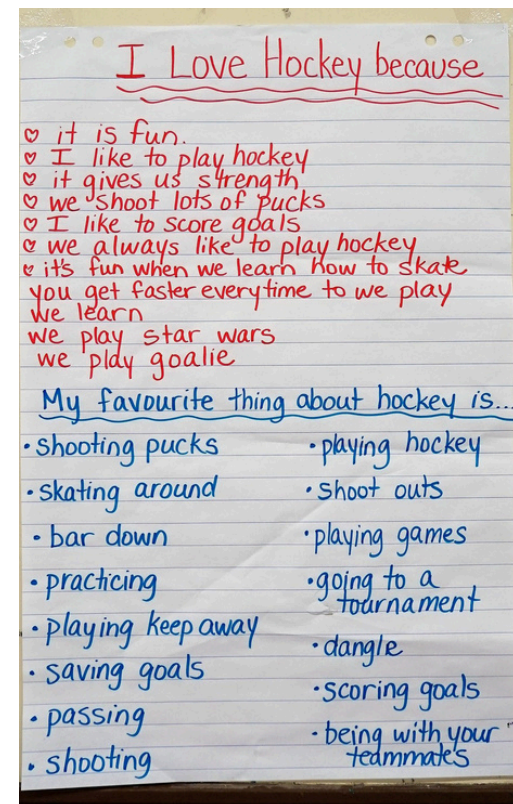 I Love Hockey because
♡ it is fun.
♡ I like to play hockey
♡ it gives us strength
♡ we shoot lots of pucks
♡ I like to score goals
♡ we always like to play hockey
♡ it's fun when we learn how to skate
you get faster everytime to we play
we learn
we play star wars
we play goalie
My favourite thing about hockey is...
• shooting pucks
• skating around
• bar down
• practicing
• playing keep away
• saving goals
• passing
• shooting
• playing hockey
• shoot outs
• playing games
• going to a
tournament
• dangle
• scoring goals
• being with your
teammate's